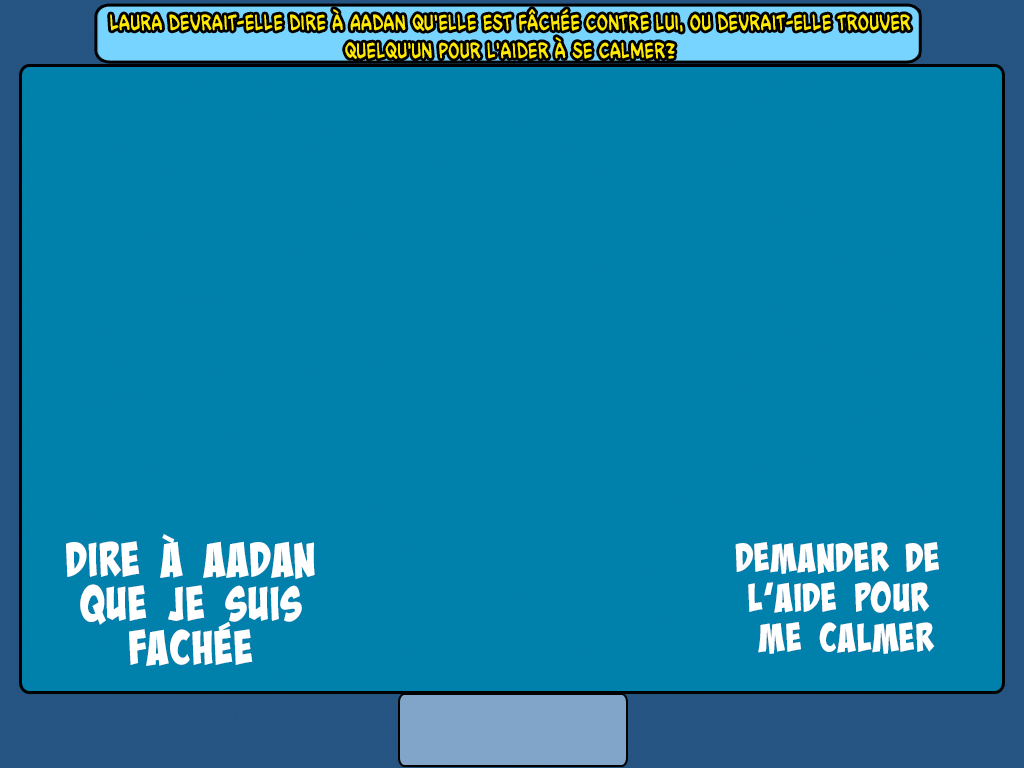 LAURA DEVRAIT-ELLE DIRE À AADAN QU'ELLE EST FÂCHÉE CONTRE LUI, OU DEVRAIT-ELLE TROUVER
QUELQU'UN POUR L'AIDER À SE CALMER?
DIRE À AADAN
QUE JE SUIS
FACHÉE
DEMANDER DE
L'AIDE POUR
ME CALMER